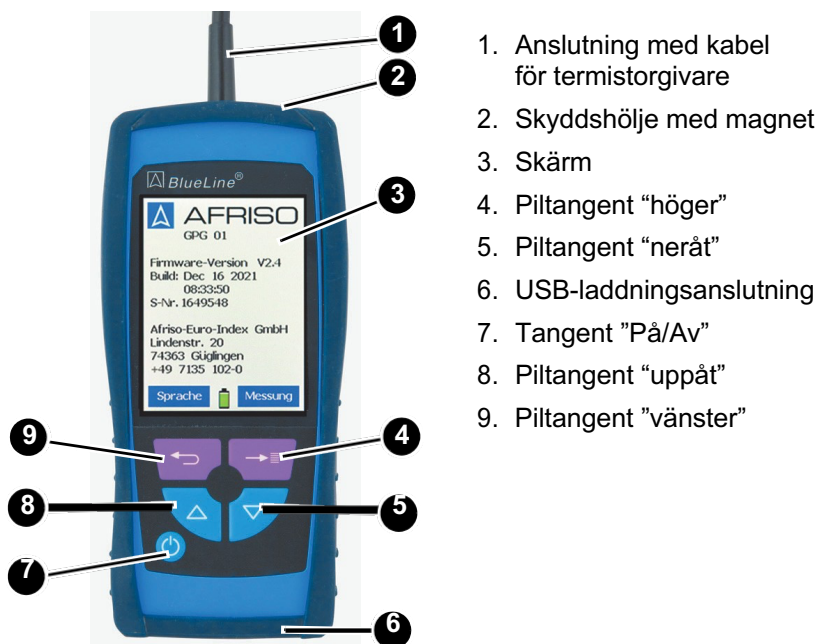 1
2
3
4
5
6
7
8
9
BlueLine®
AFRISO
GPG 01
Firmware-Version V2.4
Build: Dec 16 2021
08:33:50
S-Nr. 1649548
Afriso-Euro-Index GmbH
Lindenstr. 20
74363 Güglingen
+49 7135 102-0
Sprache Messung
1. Anslutning med kabel
för termistorgivare
2. Skyddshölje med magnet
3. Skärm
4. Piltangent “höger”
5. Piltangent “neråt”
6. USB-laddningsanslutning
7. Tangent ”På/Av”
8. Piltangent “uppåt”
9. Piltangent ”vänster”